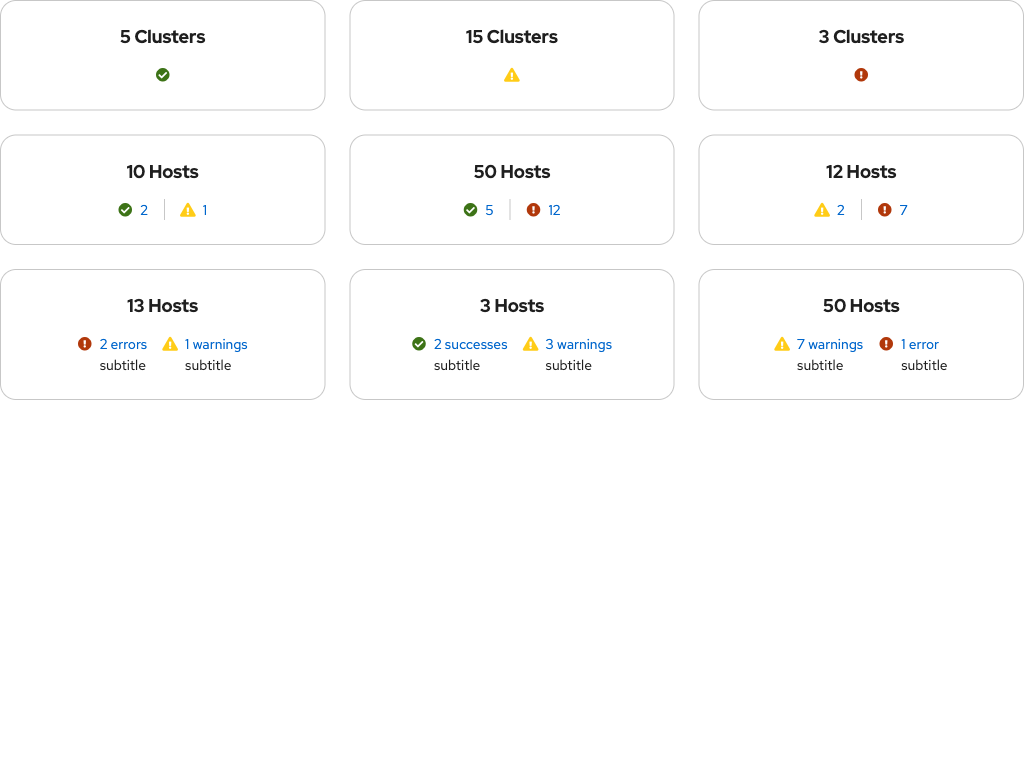 5 Clusters
15 Clusters
3 Clusters
10 Hosts
2
1
50 Hosts
5
12
12 Hosts
2
7
13 Hosts
2 errors
subtitle
1 warnings
subtitle
3 Hosts
2 successes
subtitle
3 warnings
subtitle
50 Hosts
7 warnings
subtitle
1 error
subtitle